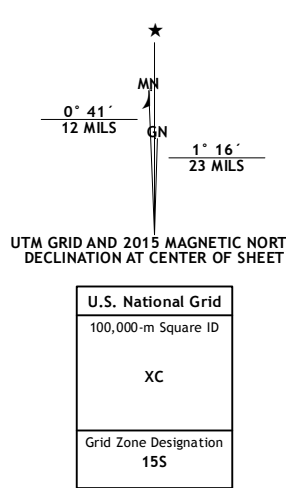 ★
MN
0° 41´
12 MILS
GN
1° 16´
23 MILS
UTM GRID AND 2015 MAGNETIC NORT
DECLINATION AT CENTER OF SHEET
U.S. National Grid
100,000-m Square ID
XC
Grid Zone Designation
15S